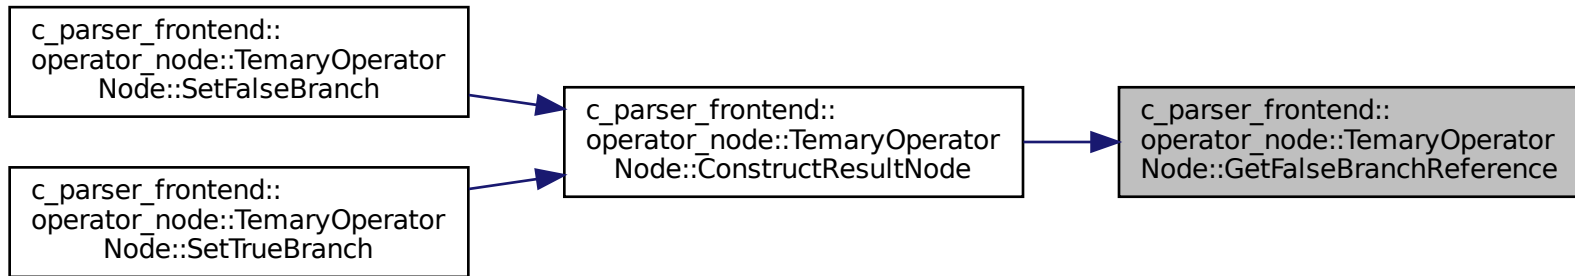 c_parser_frontend::
operator_node::TemaryOperator
Node::SetFalseBranch
c_parser_frontend::
operator_node::TemaryOperator
Node::SetTrueBranch
c_parser_frontend::
operator_node::TemaryOperator
Node::ConstructResultNode
c_parser_frontend::
operator_node::TemaryOperator
Node::GetFalseBranchReference